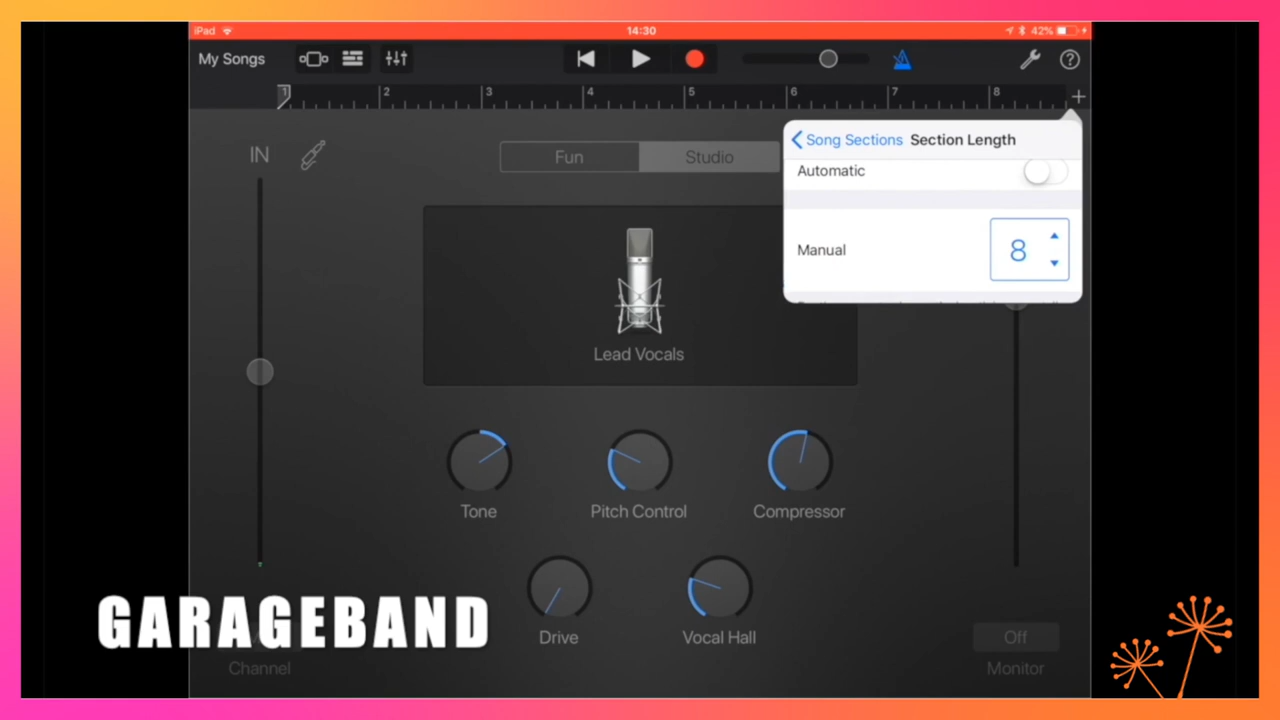 iPad 14:30 42%
My Songs
1 2 3 4 5 6 7 8 +
Song Sections Section Length
Automatic
Manual 8
IN Fun Studio
Lead Vocals
Tone Pitch Control Compressor
Drive Vocal Hall
Off
Channel Monitor
GARAGEBAND